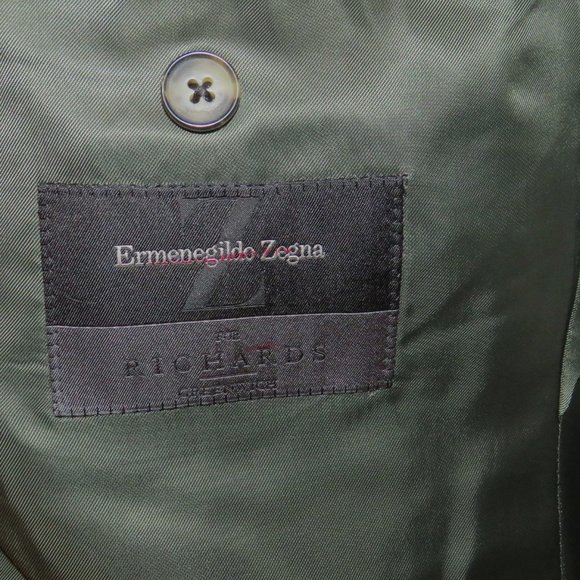 Z
Ermenegildo Zegna
FOR
RICHARDS
GREENWICH